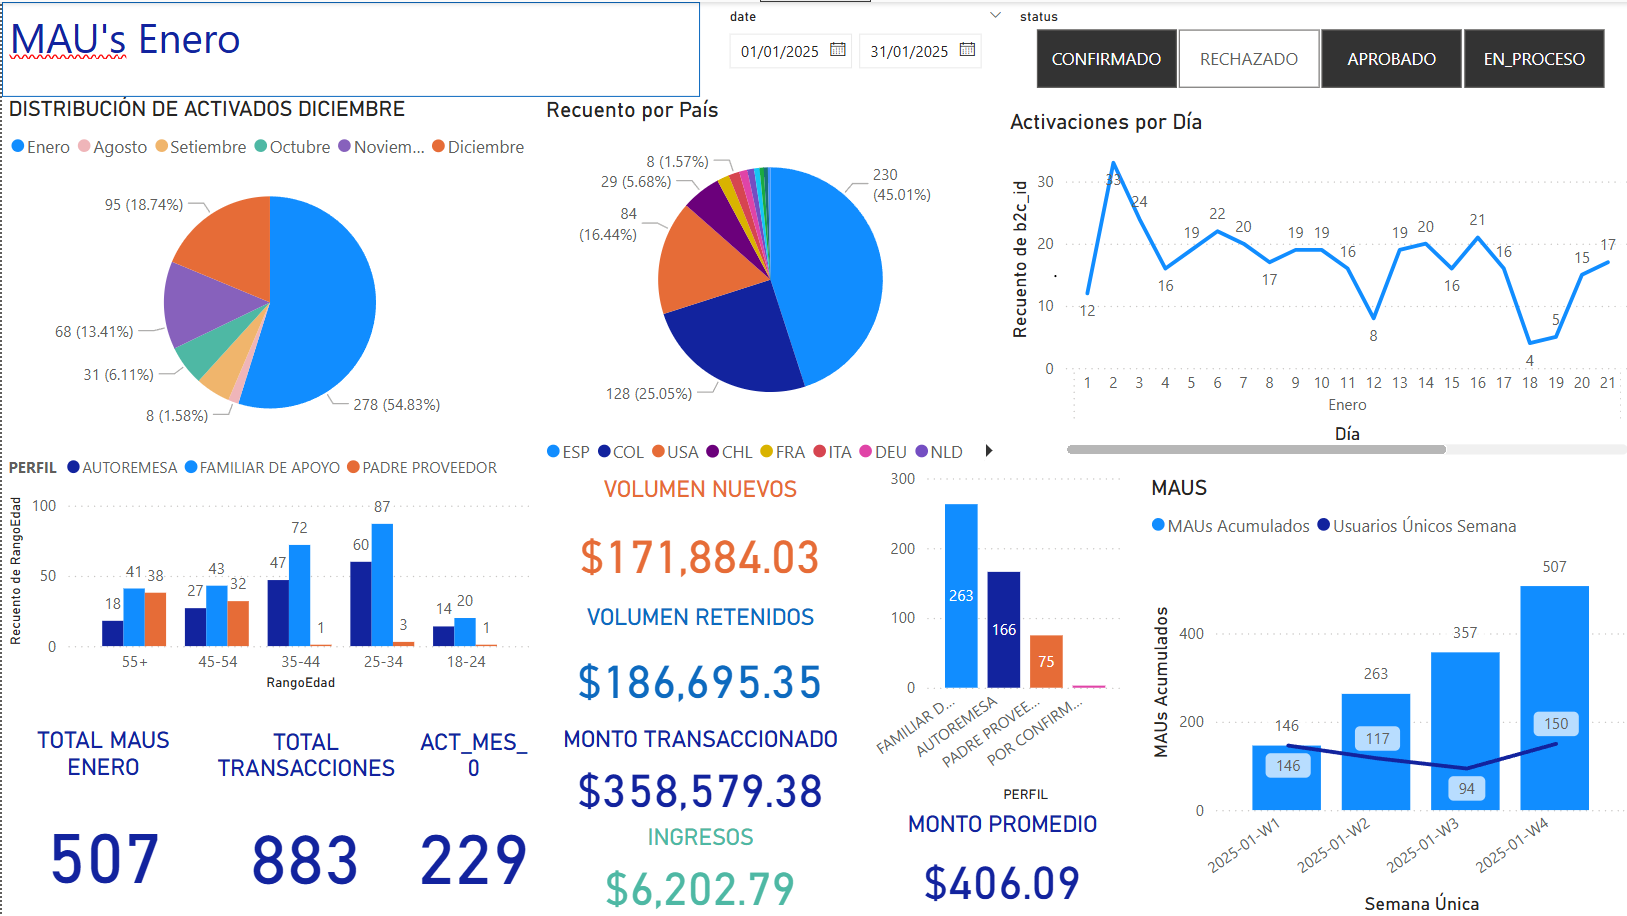 MAU's Enero
date
01/01/2025
31/01/2025
status
CONFIRMADO
RECHAZADO
APROBADO
EN_PROCESO
DISTRIBUCIÓN DE ACTIVADOS DICIEMBRE
Enero
Agosto
Setiembre
Octubre
Noviem...
Diciembre
95 (18.74%)
68 (13.41%)
31 (6.11%)
8 (1.58%)
278 (54.83%)
Recuento por País
8 (1.57%)
29 (5.68%)
84
(16.44%)
128 (25.05%)
230
(45.01%)
ESP
COL
USA
CHL
FRA
ITA
DEU
NLD
Activaciones por Día
Recuento de b2c_id
30
20
10
0
12
33
24
16
19
22
20
17
19
19
16
8
19
20
16
21
16
4
5
15
17
1
2
3
4
5
6
7
8
9
10
11
12
13
14
15
16
17
18
19
20
21
Enero
Día
PERFIL
AUTOREMESA
FAMILIAR DE APOYO
PADRE PROVEEDOR
Recuento de RangoEdad
100
50
0
18
41
38
27
43
32
47
72
1
60
87
3
14
20
1
55+
45-54
35-44
25-34
18-24
RangoEdad
VOLUMEN NUEVOS
$171,884.03
VOLUMEN RETENIDOS
$186,695.35
MONTO TRANSACCIONADO
$358,579.38
INGRESOS
$6,202.79
300
200
100
0
263
166
75
FAMILIAR D...
AUTOREMESA
PADRE PROVEE...
POR CONFIRM...
PERFIL
MONTO PROMEDIO
$406.09
MAUS
MAUs Acumulados
Usuarios Únicos Semana
MAUs Acumulados
400
200
0
146
263
357
507
146
117
94
150
2025-01-W1
2025-01-W2
2025-01-W3
2025-01-W4
Semana Única
TOTAL MAUS
ENERO
507
TOTAL
TRANSACCIONES
883
ACT_MES_
0
229